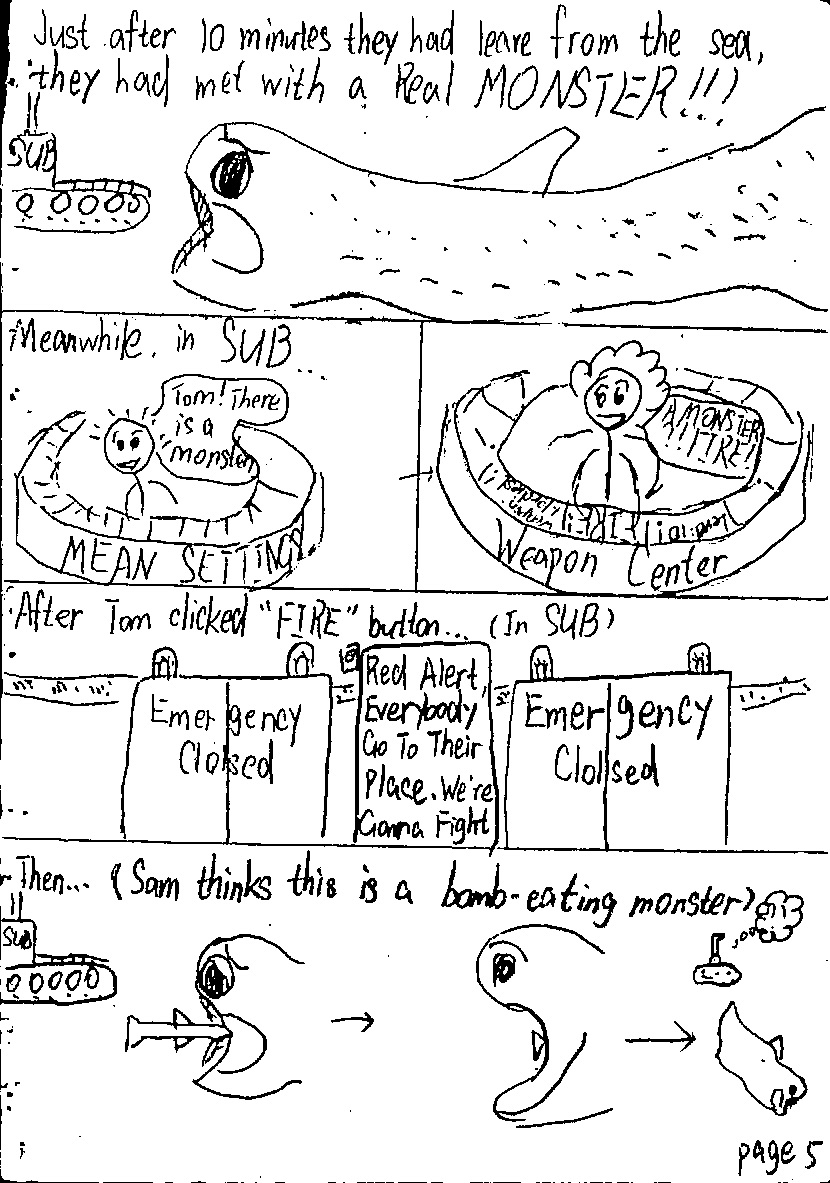 Just after 10 minutes they had leave from the sea,
they had met with a Real MONSTER!!!
SUB
Meanwhile, in SUB...
Tom! There
is a
monster
MEAN SETTINGS
A MONSTER
!!! FIRE!
FIRE!
Weapon Center
After Tom clicked "FIRE" button... (In SUB)
Emergency
Clolsed
Red Alert,
Everybody
Go To Their
Place. We're
Gonna Fight
Emergency
Clolsed
Then... (Sam thinks this is a bomb-eating monster)
SUB
page 5